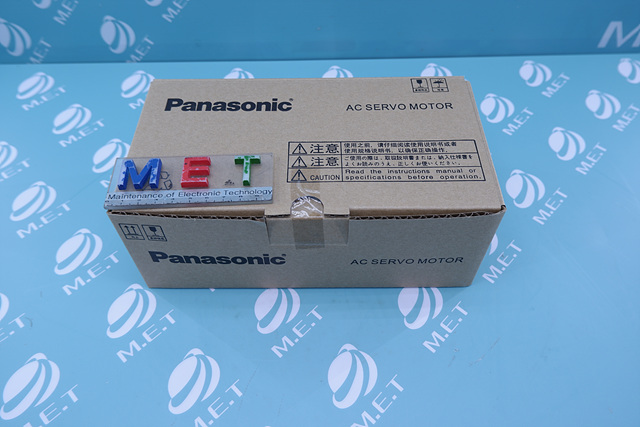 Panasonic
AC SERVO MOTOR
注意 使用之前,请仔细阅读使用说明书或者
使用规格说明书,以确保正确操作。
注意 ご使用の際は、取扱説明書または、納入仕様書を
よくお読みのうえ、正しくお使いください。
CAUTION Read the instructions manual or
specifications before operation.
MET
Maintenance of Electronic Technology
Panasonic
AC SERVO MOTOR
M.E.T
M.E.T
M.E.T
M.E.T
M.E.T
M.E.T
M.E.T
M.E.T
M.E.T
M.E.T
M.E.T